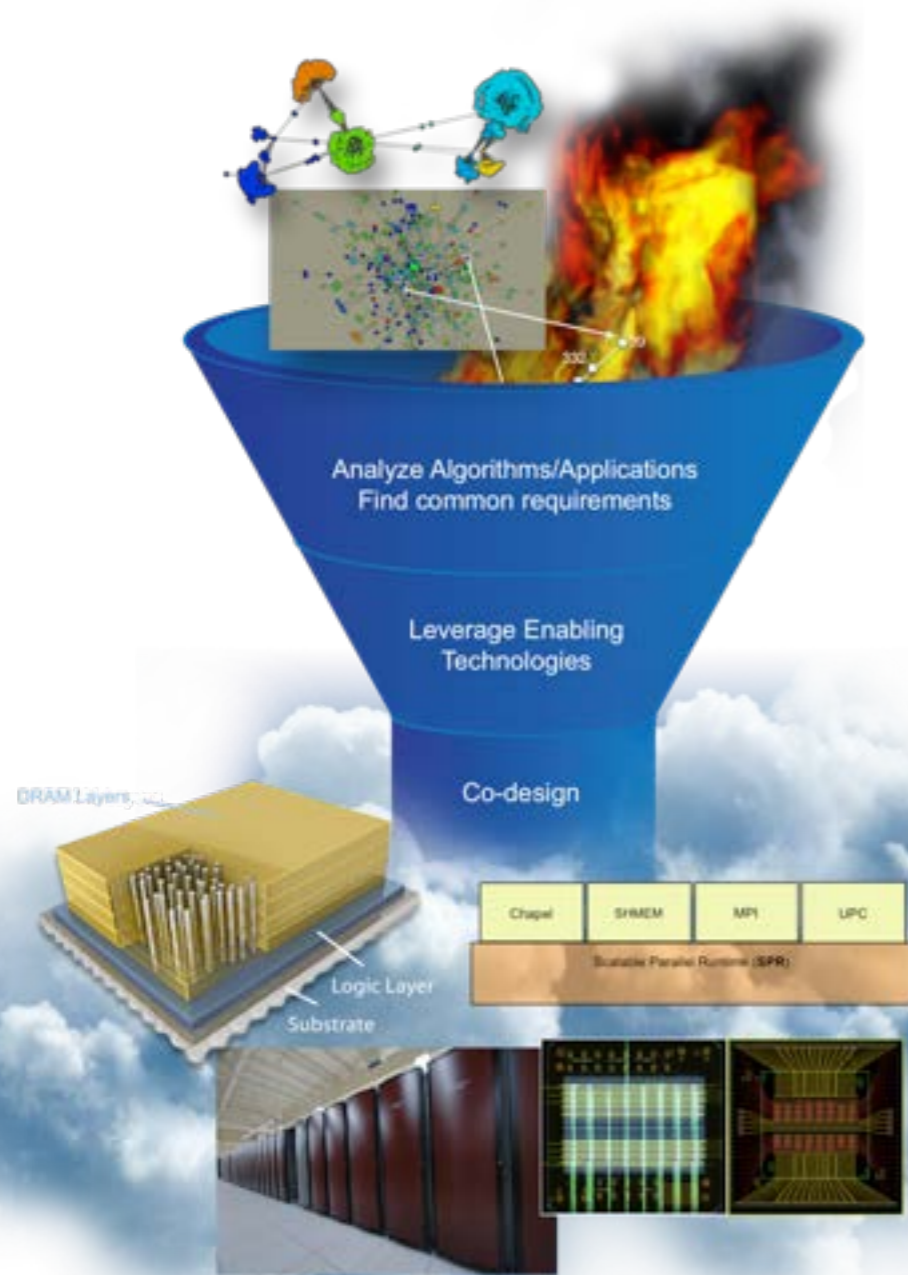 330
Analyze Algorithms/Applications
Find common requirements
Leverage Enabling
Technologies
Co-design
DRAM Layers
Logic Layer
Substrate
Chapel SHMEM MPI UPC
Scalable Parallel Runtime (SPR)